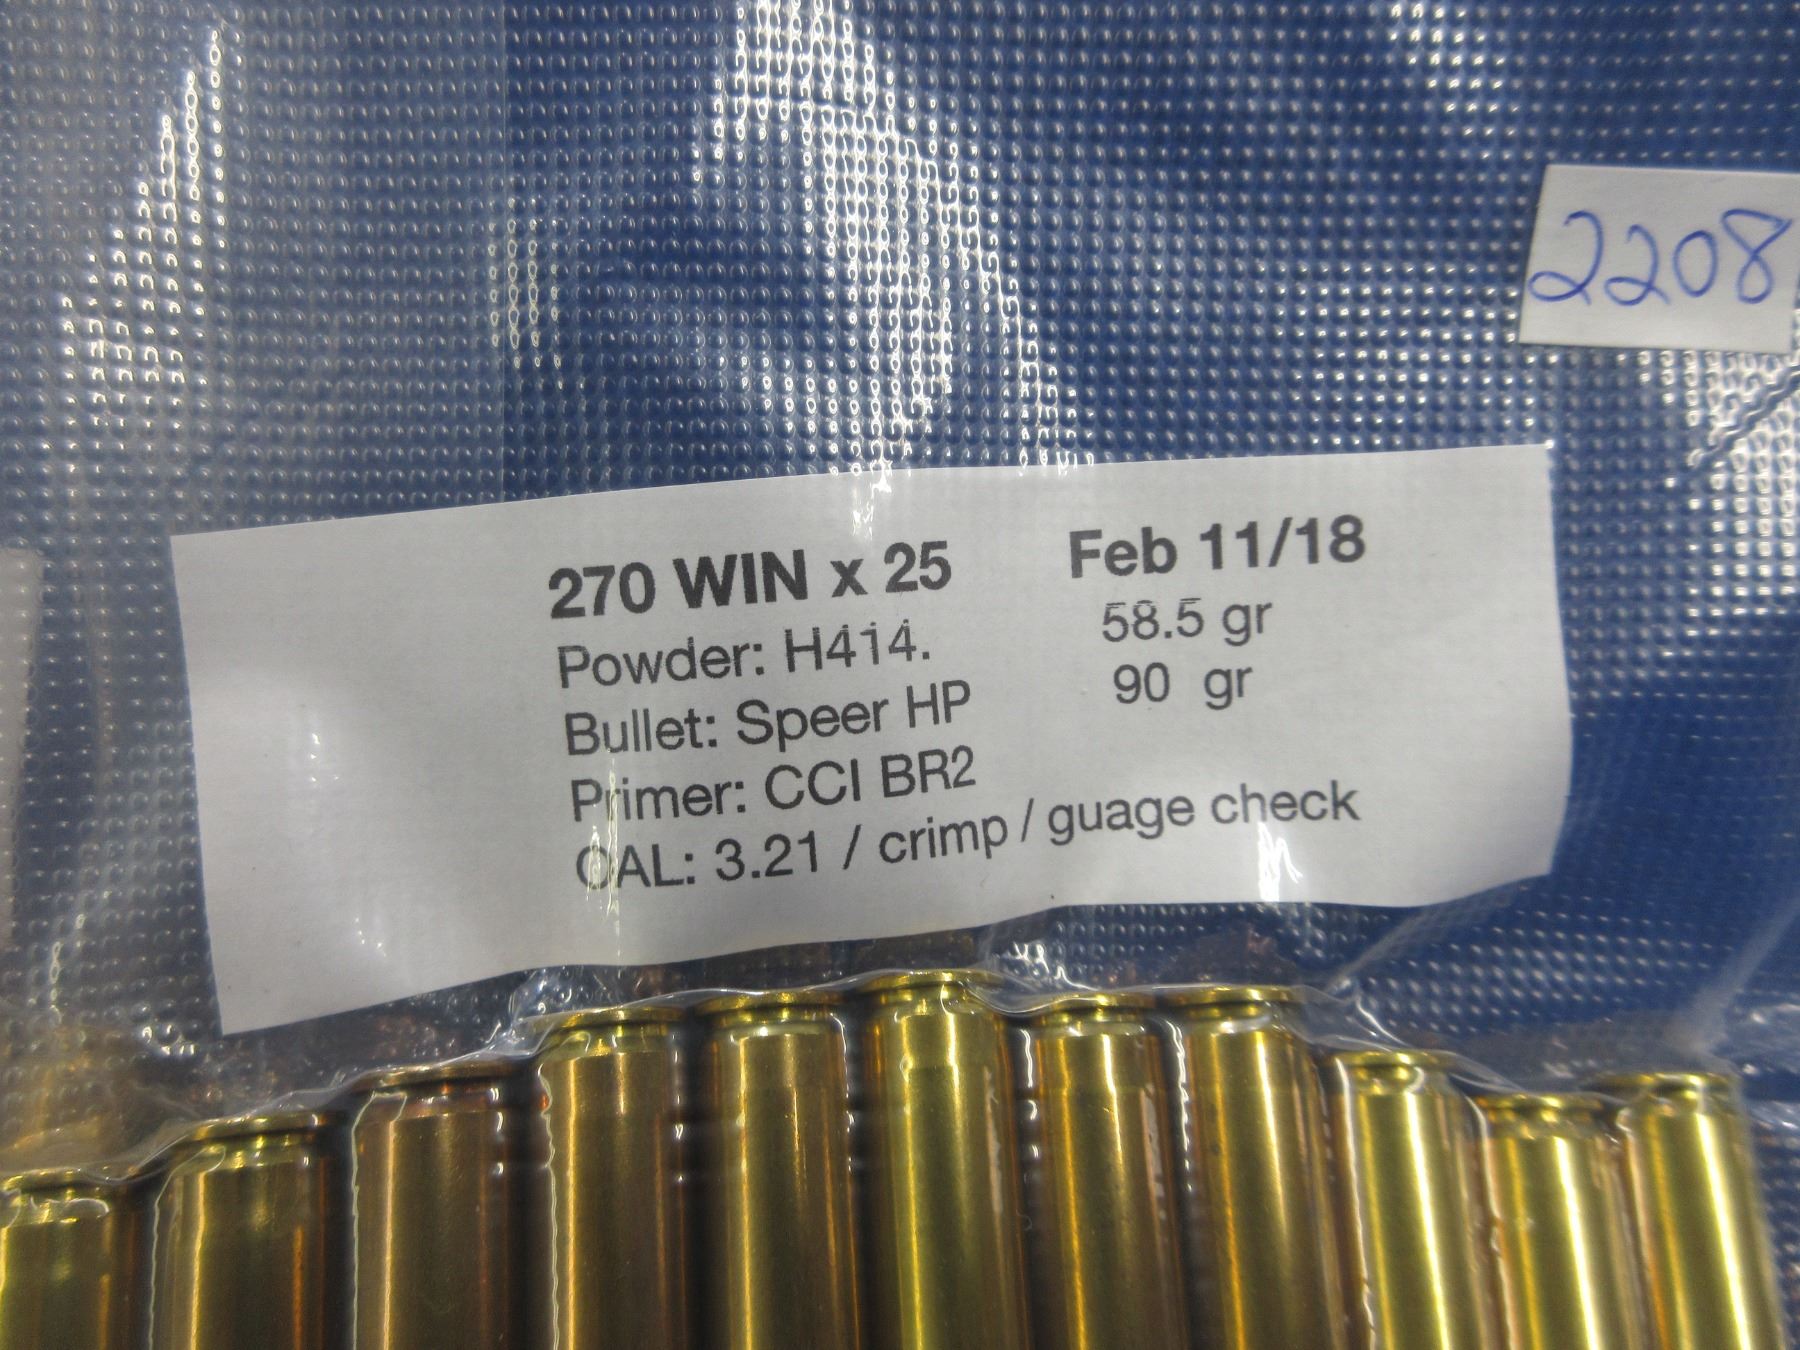 2208
270 WIN x 25 Feb 11/18
Powder: H414. 58.5 gr
Bullet: Speer HP 90 gr
Primer: CCI BR2
OAL: 3.21 / crimp / guage check